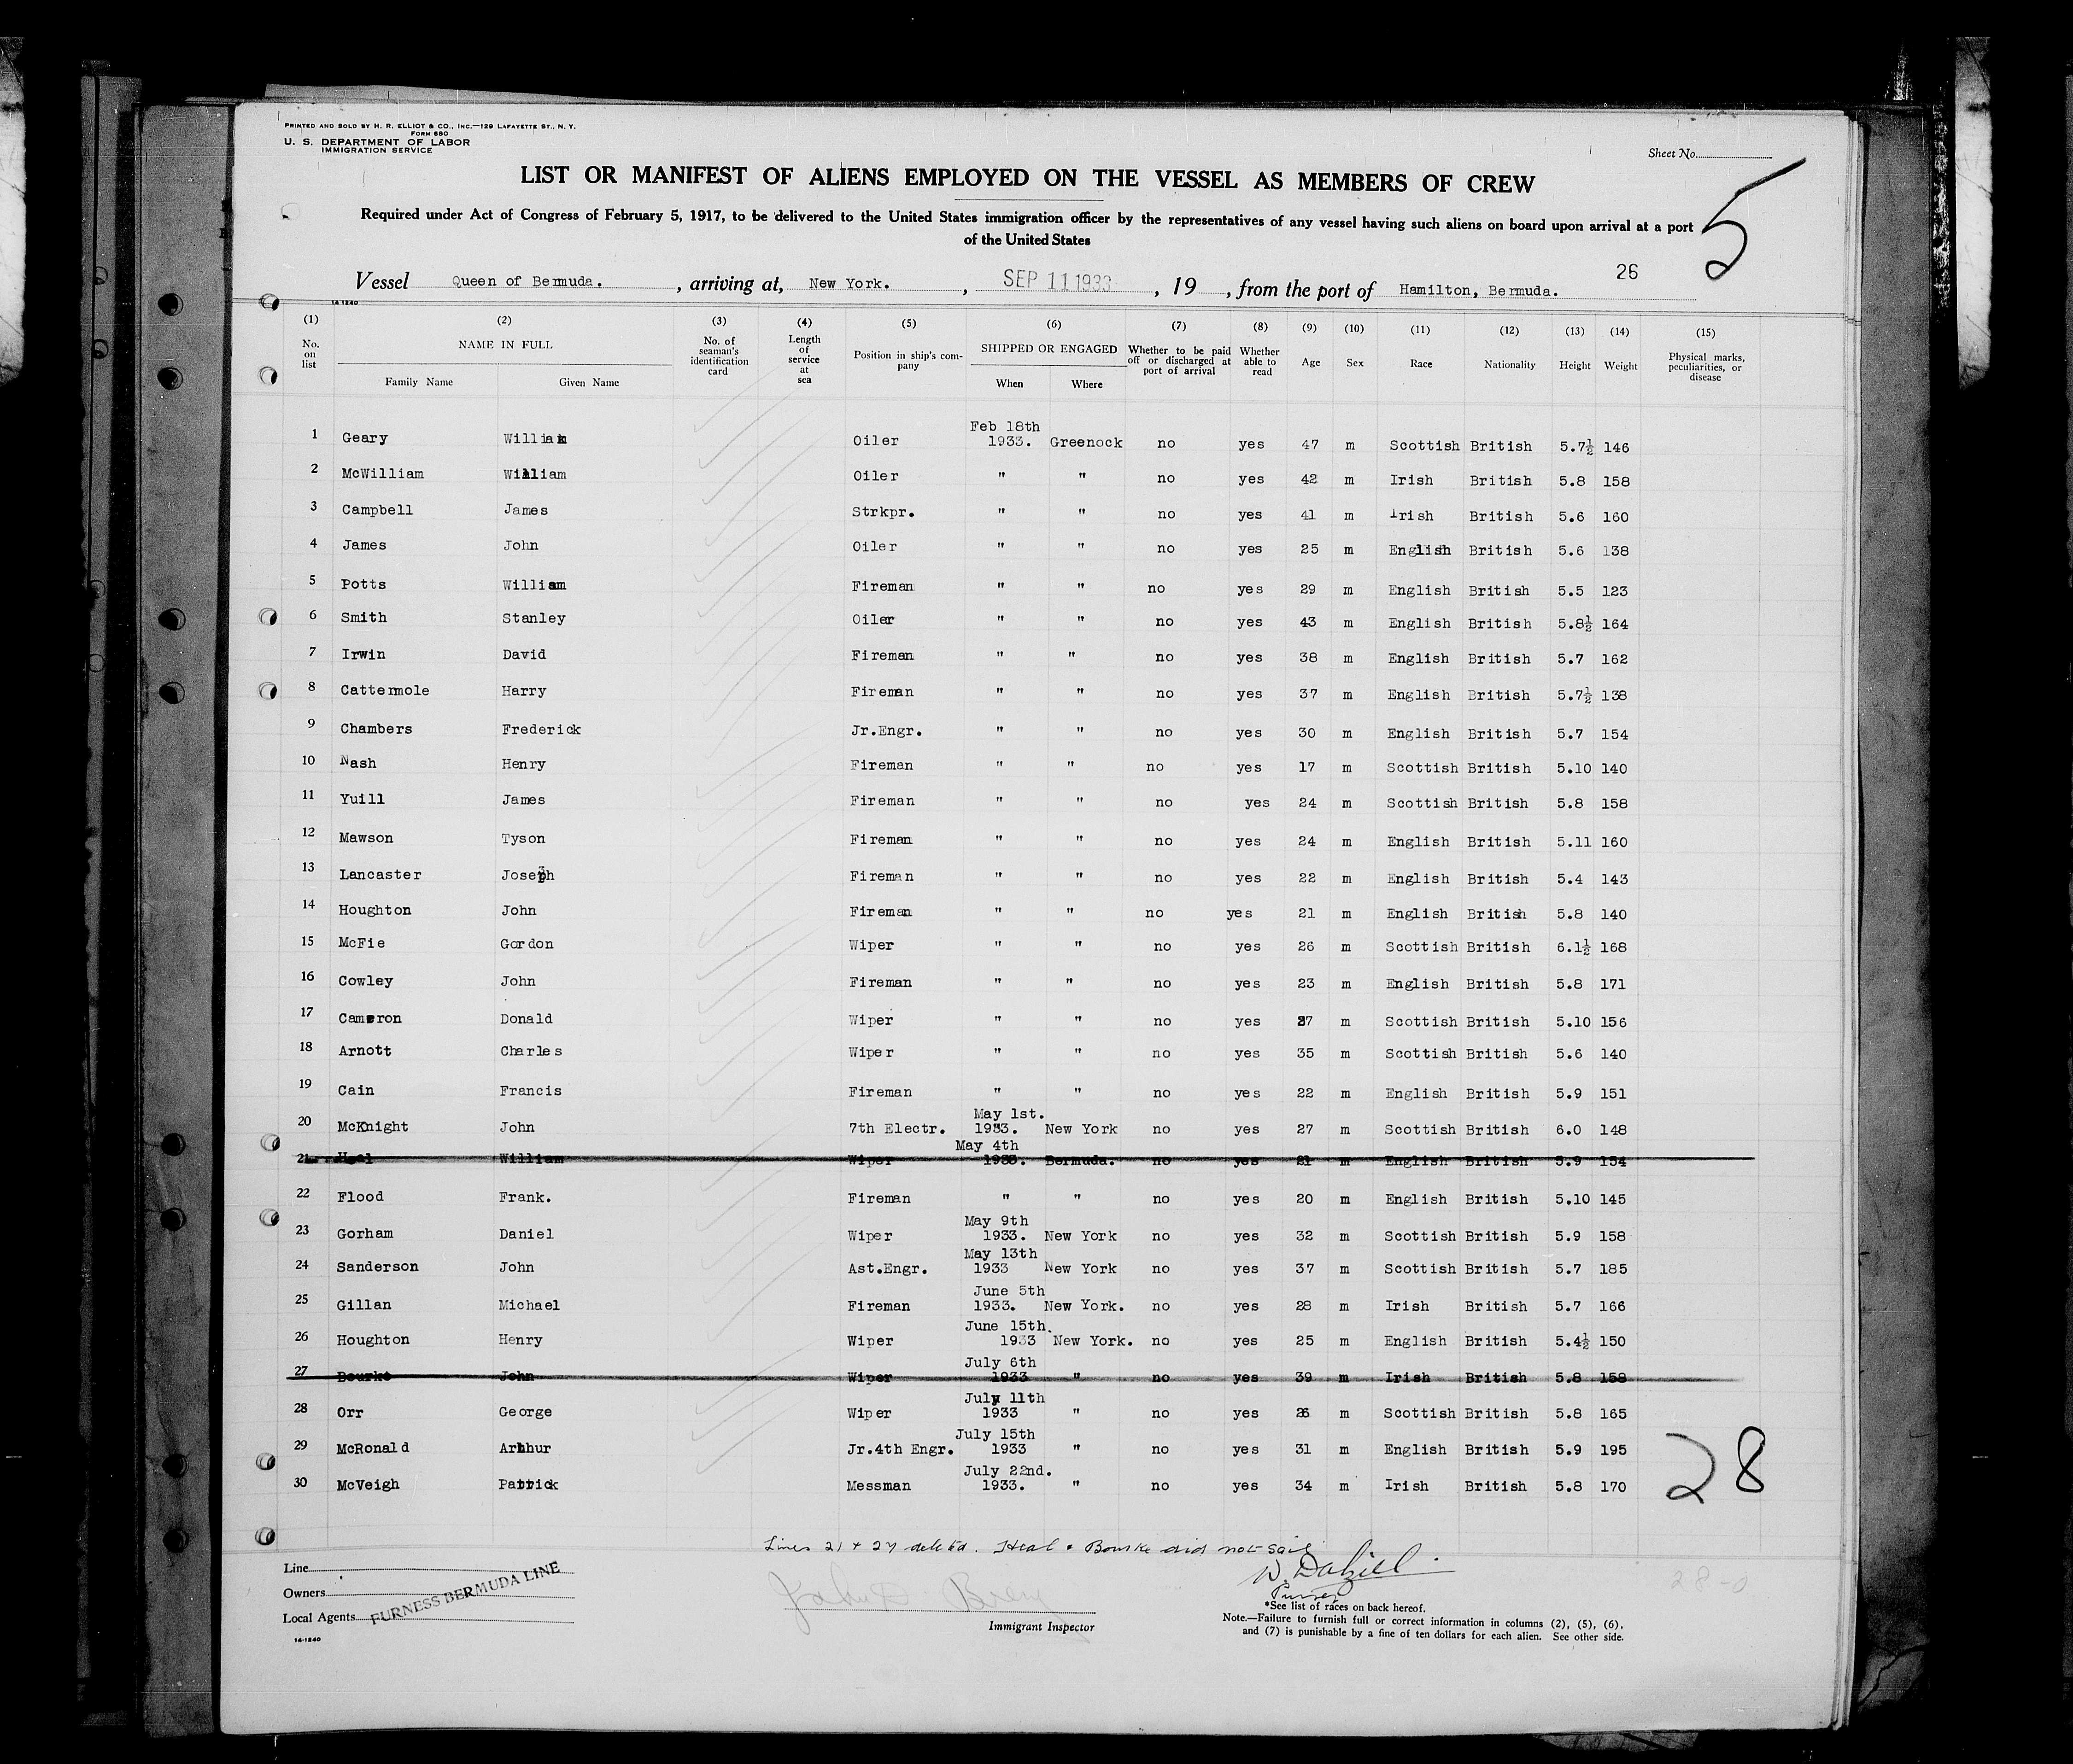 PRINTED AND SOLD BY H. R. ELLIOT & CO., INC.—129 LAFAYETTE ST., N. Y.
FORM 680
U. S. DEPARTMENT OF LABOR
IMMIGRATION SERVICE
Sheet No.
5
LIST OR MANIFEST OF ALIENS EMPLOYED ON THE VESSEL AS MEMBERS OF CREW
Required under Act of Congress of February 5, 1917, to be delivered to the United States immigration officer by the representatives of any vessel having such aliens on board upon arrival at a port
of the United States
26
Vessel Queen of Bermuda. , arriving at, New York. , SEP 11 1933 , 19 , from the port of Hamilton, Bermuda.
14 1240
(1) No. on list (2) NAME IN FULL Family Name Given Name (3) No. of seaman's identification card (4) Length of service at sea (5) Position in ship's company (6) SHIPPED OR ENGAGED When Where (7) Whether to be paid off or discharged at port of arrival (8) Whether able to read (9) Age (10) Sex (11) Race (12) Nationality (13) Height (14) Weight (15) Physical marks, peculiarities, or disease
1 Geary William Oiler Feb 18th 1933. Greenock no yes 47 m Scottish British 5.7½ 146
2 McWilliam William Oiler " " no yes 42 m Irish British 5.8 158
3 Campbell James Strkpr. " " no yes 41 m Irish British 5.6 160
4 James John Oiler " " no yes 25 m English British 5.6 138
5 Potts William Fireman " " no yes 29 m English British 5.5 123
6 Smith Stanley Oiler " " no yes 43 m English British 5.8½ 164
7 Irwin David Fireman " " no yes 38 m English British 5.7 162
8 Cattermole Harry Fireman " " no yes 37 m English British 5.7½ 138
9 Chambers Frederick Jr.Engr. " " no yes 30 m English British 5.7 154
10 Nash Henry Fireman " " no yes 17 m Scottish British 5.10 140
11 Yuill James Fireman " " no yes 24 m Scottish British 5.8 158
12 Mawson Tyson Fireman " " no yes 24 m English British 5.11 160
13 Lancaster Joseph Fireman " " no yes 22 m English British 5.4 143
14 Houghton John Fireman " " no yes 21 m English British 5.8 140
15 McFie Gordon Wiper " " no yes 26 m Scottish British 6.1½ 168
16 Cowley John Fireman " " no yes 23 m English British 5.8 171
17 Cameron Donald Wiper " " no yes 37 m Scottish British 5.10 156
18 Arnott Charles Wiper " " no yes 35 m Scottish British 5.6 140
19 Cain Francis Fireman " " no yes 22 m English British 5.9 151
20 McKnight John 7th Electr. May 1st. 1933. New York no yes 27 m Scottish British 6.0 148
21 Heal William Wiper May 4th 1933. Bermuda. no yes 21 m English British 5.9 154
22 Flood Frank. Fireman " " no yes 20 m English British 5.10 145
23 Gorham Daniel Wiper May 9th 1933. New York no yes 32 m Scottish British 5.9 158
24 Sanderson John Ast.Engr. May 13th 1933 New York no yes 37 m Scottish British 5.7 185
25 Gillan Michael Fireman June 5th 1933. New York. no yes 28 m Irish British 5.7 166
26 Houghton Henry Wiper June 15th. 1933 New York. no yes 25 m English British 5.4½ 150
27 Bourke John Wiper July 6th 1933 " no yes 39 m Irish British 5.8 158
28 Orr George Wiper July 11th 1933 " no yes 26 m Scottish British 5.8 165
29 McRonald Arthur Jr.4th Engr. July 15th 1933 " no yes 31 m English British 5.9 195
30 McVeigh Patrick Messman July 22nd. 1933. " no yes 34 m Irish British 5.8 170
28
Lines 21 + 27 deleted. Heal & Bourke did not sail
W. Dalziel
Purser
28-0
Line
Owners
Local Agents FURNESS BERMUDA LINE
14-1240
Immigrant Inspector
*See list of races on back hereof.
Note.—Failure to furnish full or correct information in columns (2), (5), (6),
and (7) is punishable by a fine of ten dollars for each alien. See other side.